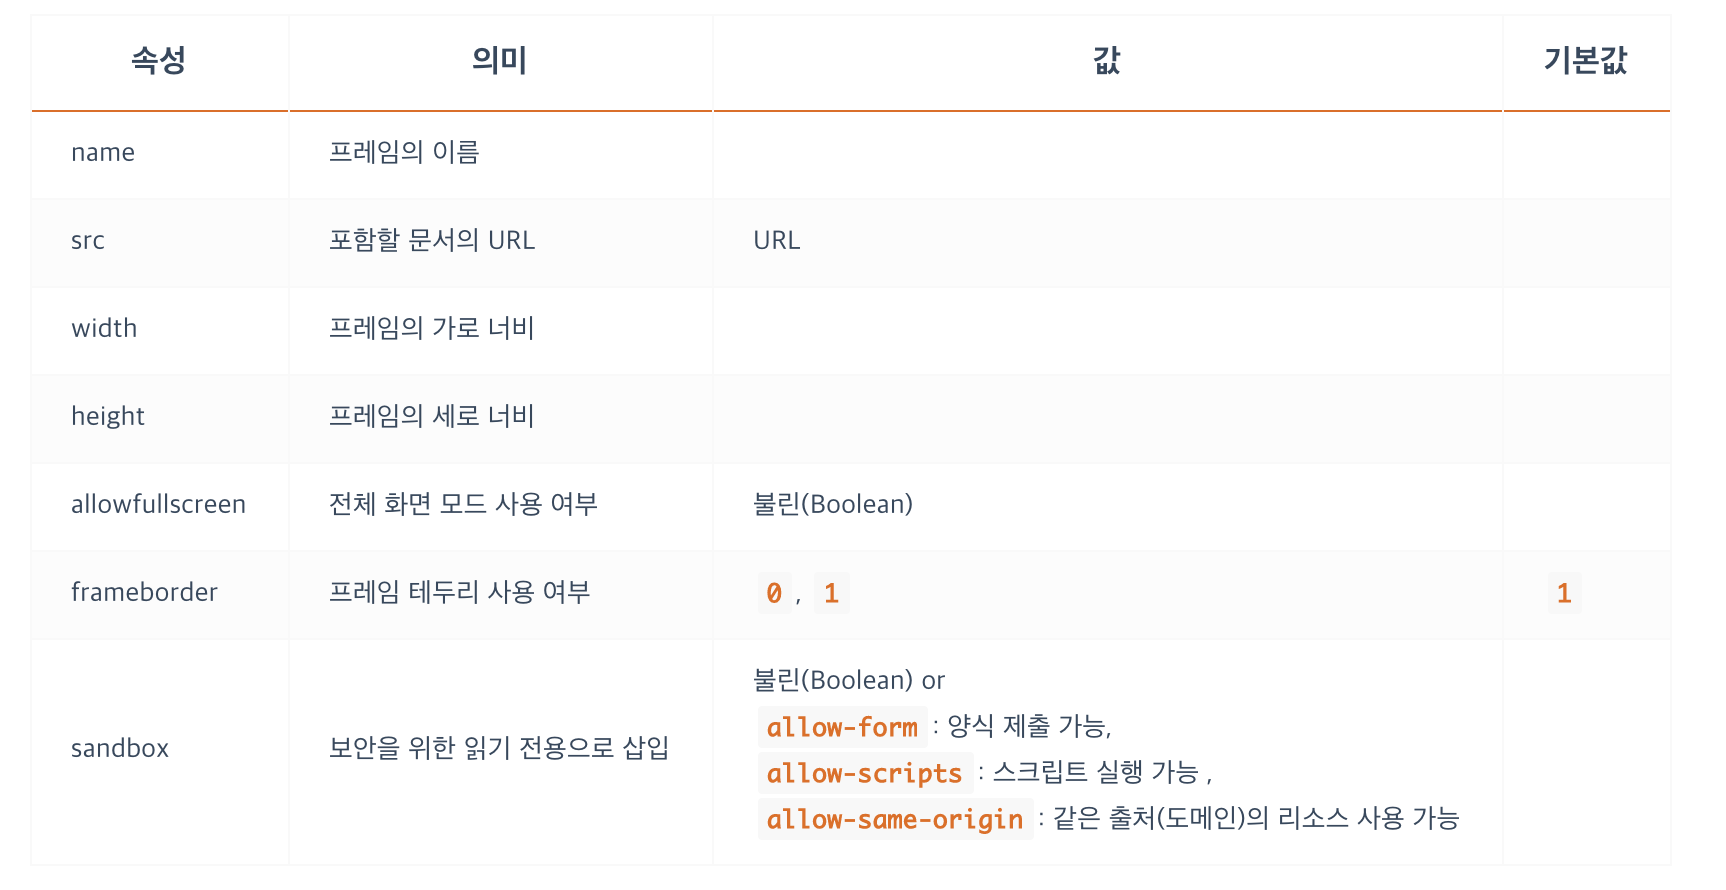 속성 의미 값 기본값
name 프레임의 이름
src 포함할 문서의 URL URL
width 프레임의 가로 너비
height 프레임의 세로 너비
allowfullscreen 전체 화면 모드 사용 여부 불린(Boolean)
frameborder 프레임 테두리 사용 여부 0, 1 1
sandbox 보안을 위한 읽기 전용으로 삽입 불린(Boolean) or
allow-form : 양식 제출 가능,
allow-scripts : 스크립트 실행 가능 ,
allow-same-origin : 같은 출처(도메인)의 리소스 사용 가능